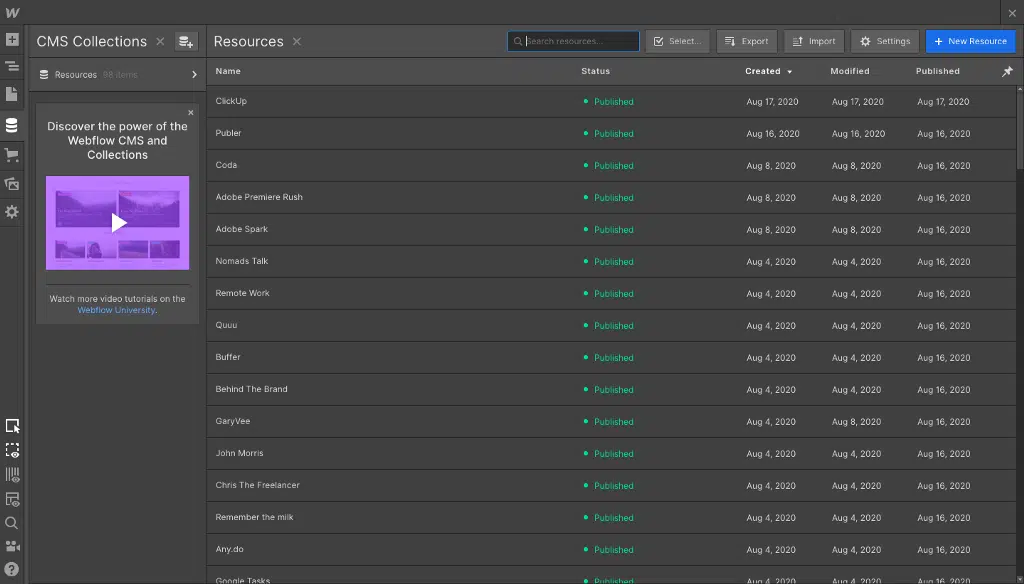 CMS Collections
Resources
Search resources...
Select...
Export
Import
Settings
New Resource
Resources 98 items
Discover the power of the
Webflow CMS and
Collections
Watch more video tutorials on the
Webflow University.
Name Status Created Modified Published
ClickUp Published Aug 17, 2020 Aug 17, 2020 Aug 17, 2020
Publer Published Aug 16, 2020 Aug 16, 2020 Aug 16, 2020
Coda Published Aug 8, 2020 Aug 8, 2020 Aug 16, 2020
Adobe Premiere Rush Published Aug 8, 2020 Aug 8, 2020 Aug 16, 2020
Adobe Spark Published Aug 8, 2020 Aug 8, 2020 Aug 16, 2020
Nomads Talk Published Aug 4, 2020 Aug 4, 2020 Aug 16, 2020
Remote Work Published Aug 4, 2020 Aug 4, 2020 Aug 16, 2020
Quuu Published Aug 4, 2020 Aug 4, 2020 Aug 16, 2020
Buffer Published Aug 4, 2020 Aug 4, 2020 Aug 16, 2020
Behind The Brand Published Aug 4, 2020 Aug 4, 2020 Aug 16, 2020
GaryVee Published Aug 4, 2020 Aug 8, 2020 Aug 16, 2020
John Morris Published Aug 4, 2020 Aug 4, 2020 Aug 16, 2020
Chris The Freelancer Published Aug 4, 2020 Aug 4, 2020 Aug 16, 2020
Remember the milk Published Aug 4, 2020 Aug 4, 2020 Aug 16, 2020
Any.do Published Aug 4, 2020 Aug 4, 2020 Aug 16, 2020
Google Tasks Published Aug 4, 2020 Aug 4, 2020 Aug 16, 2020